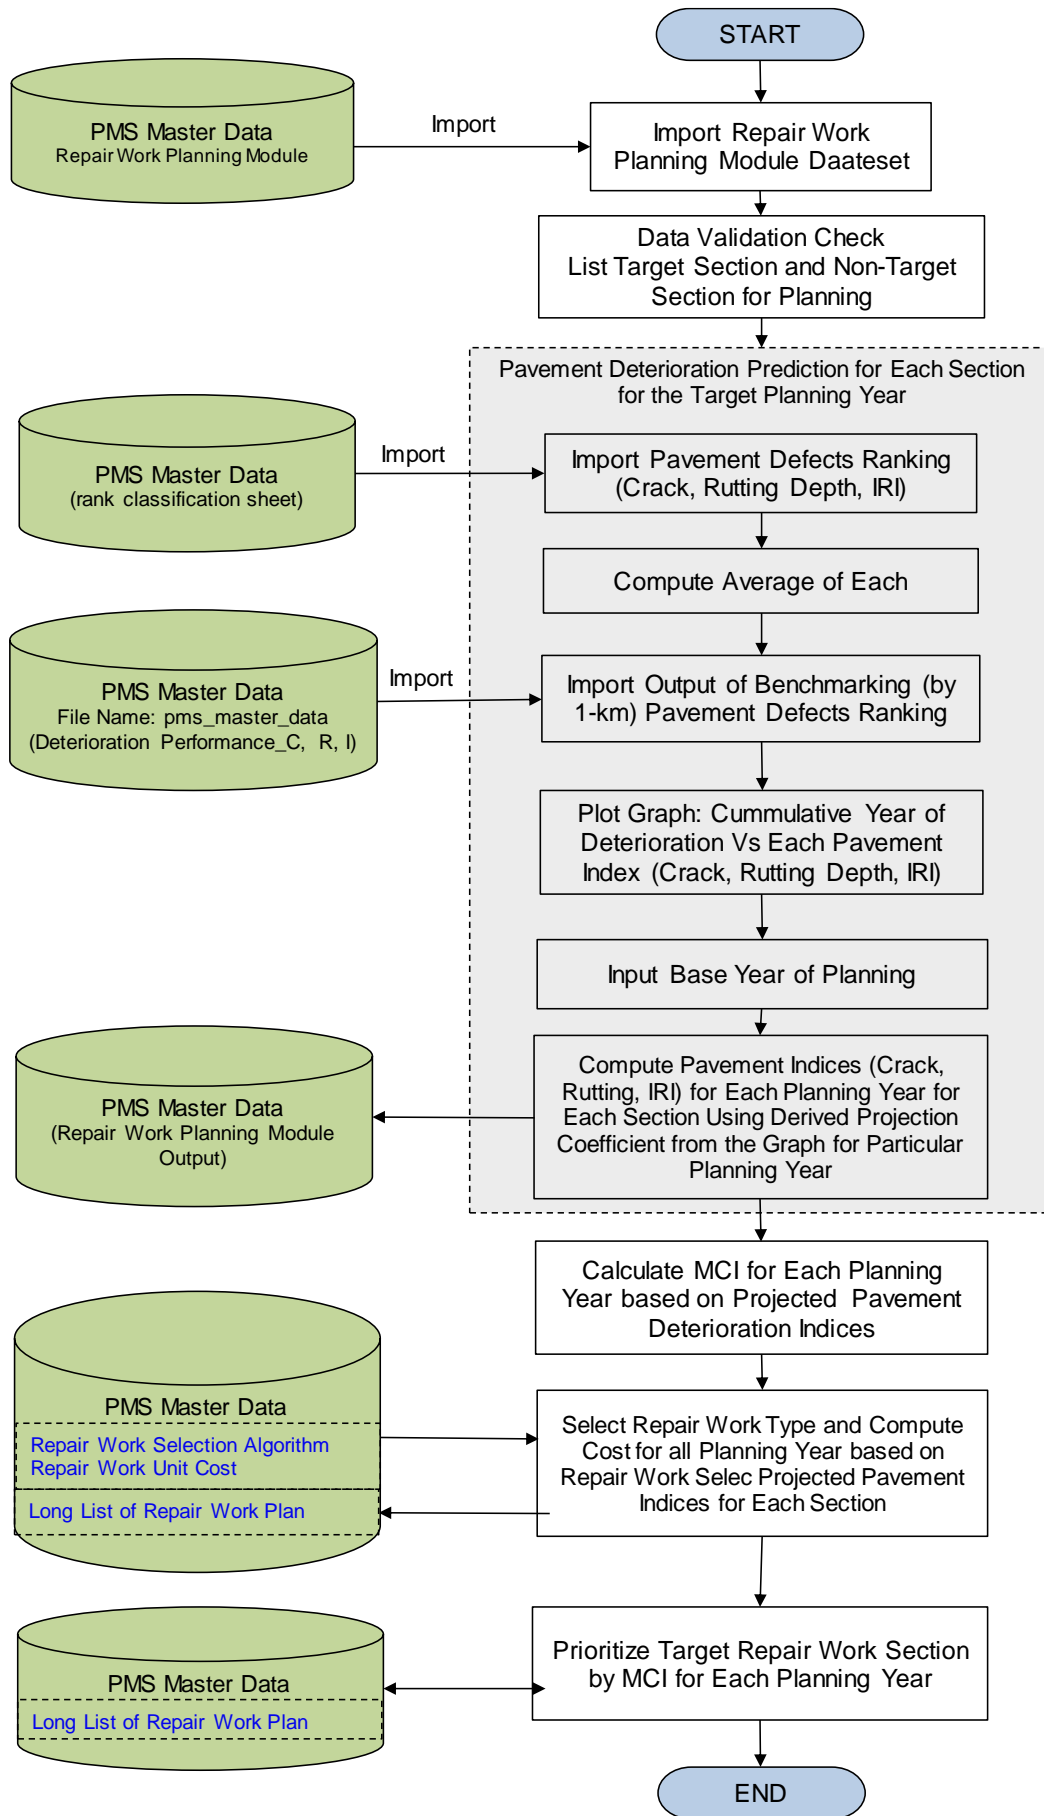 START
PMS Master Data
Repair Work Planning Module
Import
Import Repair Work
Planning Module Daateset
Data Validation Check
List Target Section and Non-Target
Section for Planning
Pavement Deterioration Prediction for Each Section
for the Target Planning Year
PMS Master Data
(rank classification sheet)
Import
Import Pavement Defects Ranking
(Crack, Rutting Depth, IRI)
Compute Average of Each
PMS Master Data
File Name: pms_master_data
(Deterioration Performance_C, R, I)
Import
Import Output of Benchmarking (by
1-km) Pavement Defects Ranking
Plot Graph: Cummulative Year of
Deterioration Vs Each Pavement
Index (Crack, Rutting Depth, IRI)
Input Base Year of Planning
PMS Master Data
(Repair Work Planning Module
Output)
Compute Pavement Indices (Crack,
Rutting, IRI) for Each Planning Year for
Each Section Using Derived Projection
Coefficient from the Graph for Particular
Planning Year
Calculate MCI for Each Planning
Year based on Projected Pavement
Deterioration Indices
PMS Master Data
Repair Work Selection Algorithm
Repair Work Unit Cost
Long List of Repair Work Plan
Select Repair Work Type and Compute
Cost for all Planning Year based on
Repair Work Selec Projected Pavement
Indices for Each Section
PMS Master Data
Long List of Repair Work Plan
Prioritize Target Repair Work Section
by MCI for Each Planning Year
END